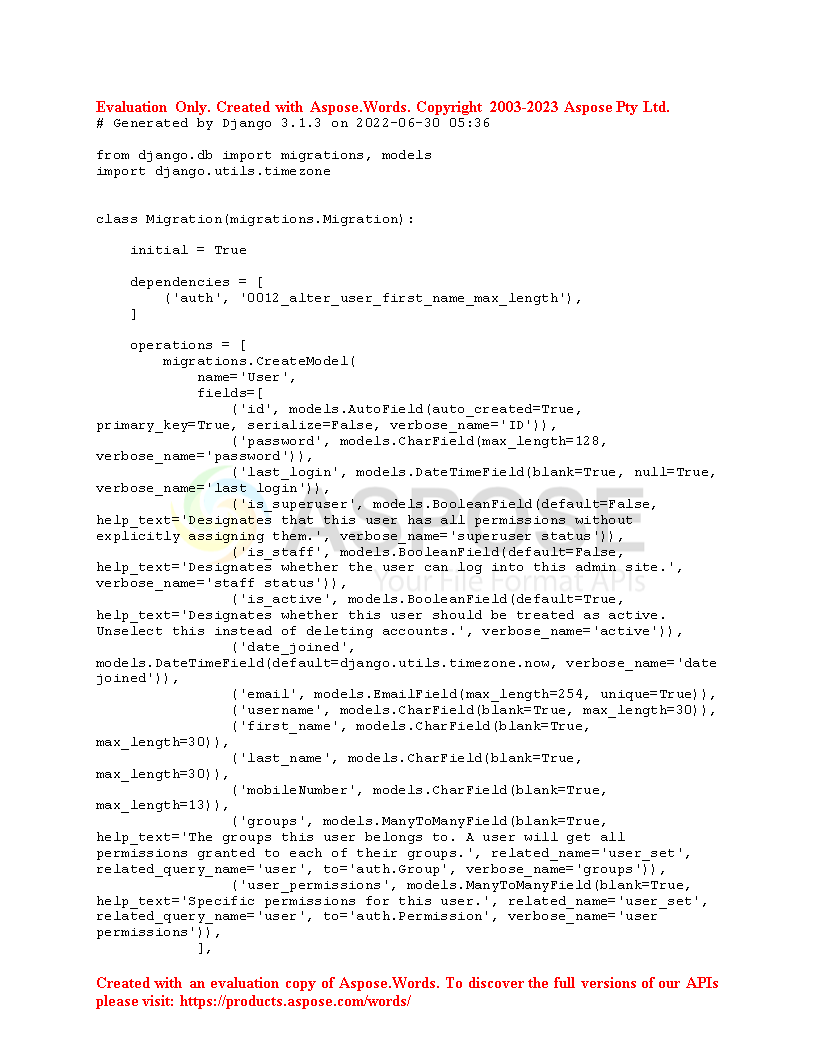 Evaluation Only. Created with Aspose.Words. Copyright 2003-2023 Aspose Pty Ltd.
# Generated by Django 3.1.3 on 2022-06-30 05:36
from django.db import migrations, models
import django.utils.timezone
class Migration(migrations.Migration):
    initial = True
    dependencies = [
        ('auth', '0012_alter_user_first_name_max_length'),
    ]
    operations = [
        migrations.CreateModel(
            name='User',
            fields=[
                ('id', models.AutoField(auto_created=True,
primary_key=True, serialize=False, verbose_name='ID')),
                ('password', models.CharField(max_length=128,
verbose_name='password')),
                ('last_login', models.DateTimeField(blank=True, null=True,
verbose_name='last login')),
                ('is_superuser', models.BooleanField(default=False,
help_text='Designates that this user has all permissions without
explicitly assigning them.', verbose_name='superuser status')),
                ('is_staff', models.BooleanField(default=False,
help_text='Designates whether the user can log into this admin site.',
verbose_name='staff status')),
                ('is_active', models.BooleanField(default=True,
help_text='Designates whether this user should be treated as active.
Unselect this instead of deleting accounts.', verbose_name='active')),
                ('date_joined',
models.DateTimeField(default=django.utils.timezone.now, verbose_name='date
joined')),
                ('email', models.EmailField(max_length=254, unique=True)),
                ('username', models.CharField(blank=True, max_length=30)),
                ('first_name', models.CharField(blank=True,
max_length=30)),
                ('last_name', models.CharField(blank=True,
max_length=30)),
                ('mobileNumber', models.CharField(blank=True,
max_length=13)),
                ('groups', models.ManyToManyField(blank=True,
help_text='The groups this user belongs to. A user will get all
permissions granted to each of their groups.', related_name='user_set',
related_query_name='user', to='auth.Group', verbose_name='groups')),
                ('user_permissions', models.ManyToManyField(blank=True,
help_text='Specific permissions for this user.', related_name='user_set',
related_query_name='user', to='auth.Permission', verbose_name='user
permissions')),
            ],
ASPOSE
Your File Format APIs
Created with an evaluation copy of Aspose.Words. To discover the full versions of our APIs
please visit: https://products.aspose.com/words/